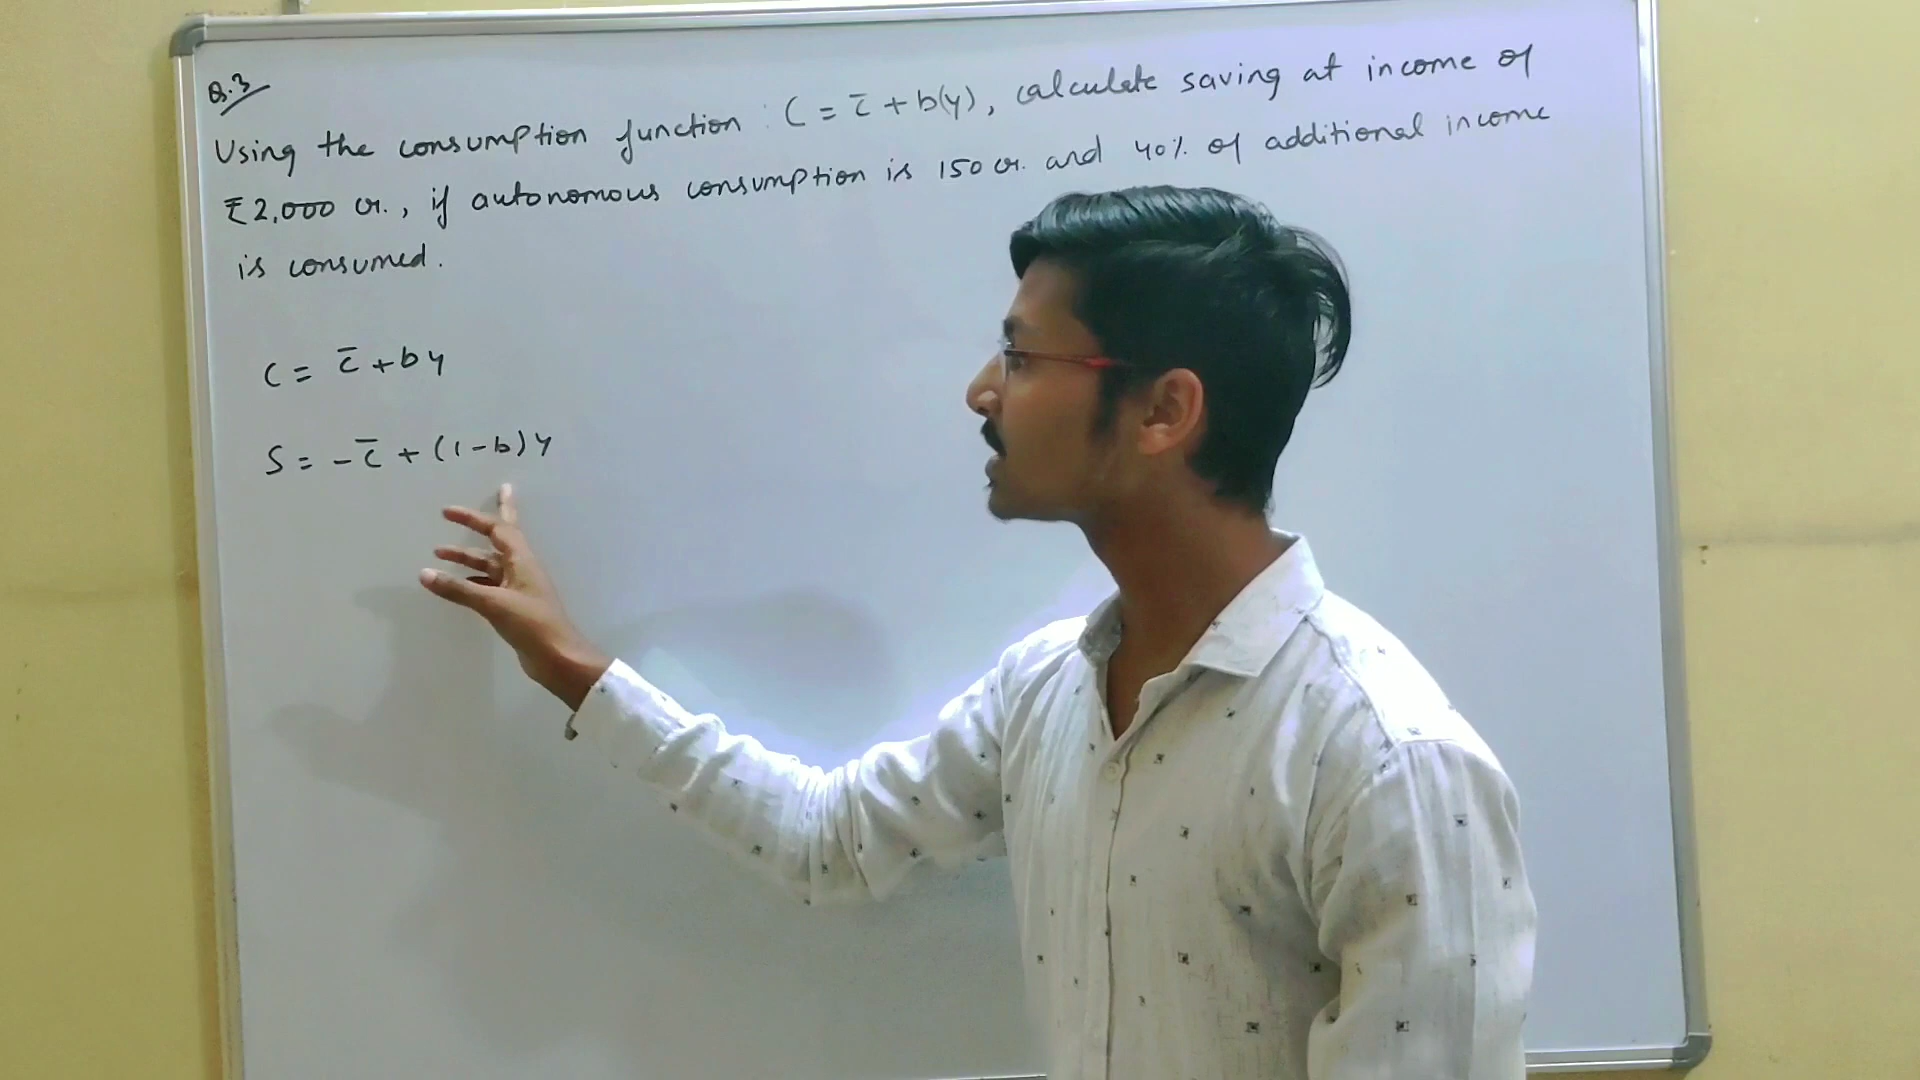 Q.3
Using the consumption function : C = c̅ + b(y), calculate saving at income of
₹2,000 cr., if autonomous consumption is 150 cr. and 40% of additional income
is consumed.
C = c̅ + by
S = -c̅ + (1-b)y